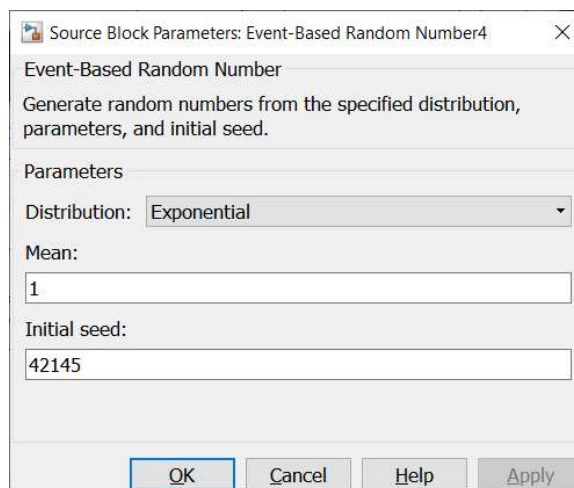 Source Block Parameters: Event-Based Random Number4
Event-Based Random Number
Generate random numbers from the specified distribution,
parameters, and initial seed.
Parameters
Distribution: Exponential
Mean:
1
Initial seed:
42145
OK Cancel Help Apply